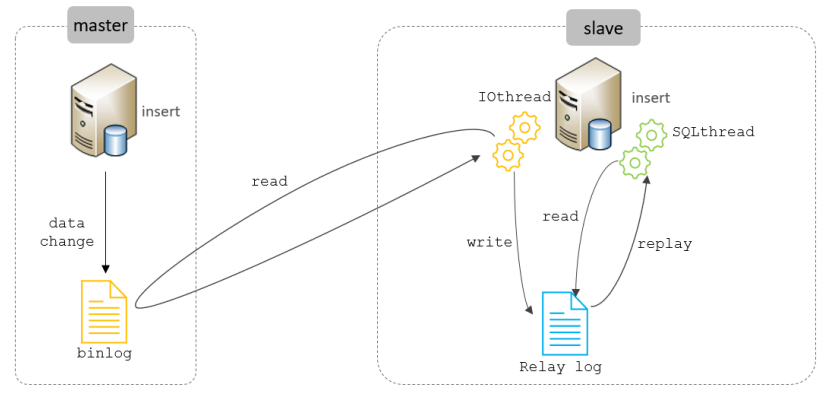 master
slave
insert
IOthread
insert
SQLthread
read
data
change
read
write
replay
binlog
Relay log